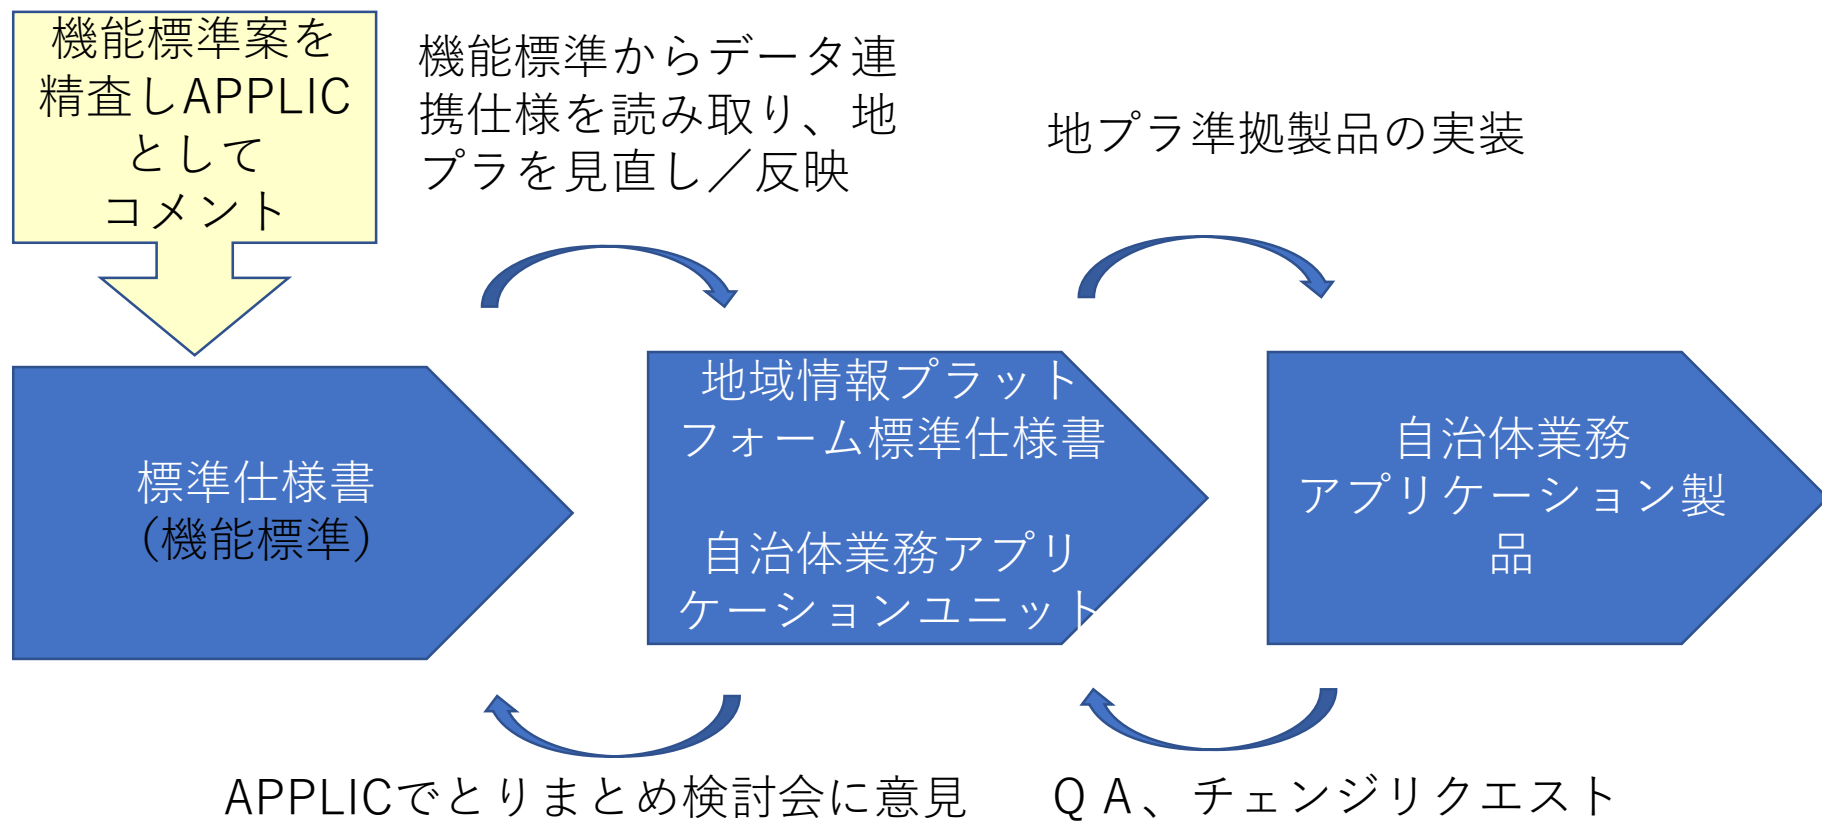 機能標準案を
精査しAPPLIC
として
コメント
機能標準からデータ連
携仕様を読み取り、地
プラを見直し／反映
地プラ準拠製品の実装
標準仕様書
（機能標準）
地域情報プラット
フォーム標準仕様書
自治体業務アプリ
ケーションユニット
自治体業務
アプリケーション製
品
APPLICでとりまとめ検討会に意見
ＱＡ、チェンジリクエスト